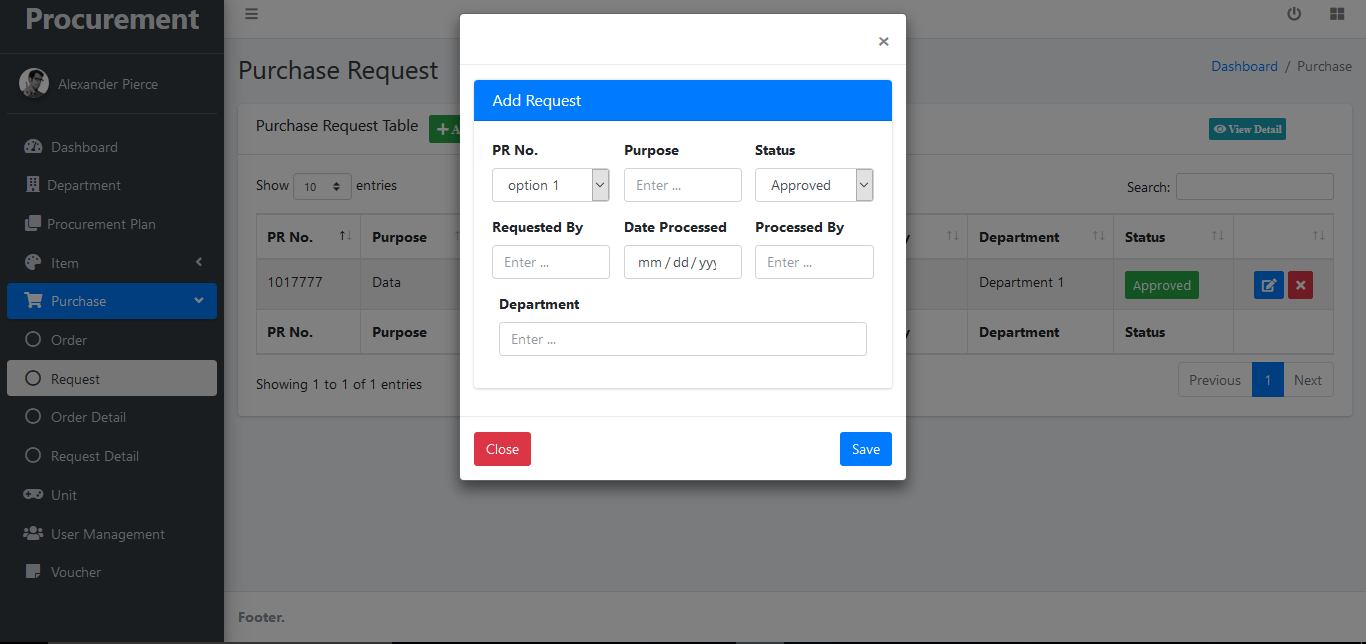 Procurement
Alexander Pierce
Dashboard
Department
Procurement Plan
Item
Purchase
Order
Request
Order Detail
Request Detail
Unit
User Management
Voucher
Purchase Request
Dashboard / Purchase
Purchase Request Table
View Detail
Show 10 entries
Search:
PR No. Purpose Department Status
1017777 Data Department 1 Approved
PR No. Purpose Department Status
Showing 1 to 1 of 1 entries
Previous 1 Next
Footer.
×
Add Request
PR No. Purpose Status
option 1 Enter ... Approved
Requested By Date Processed Processed By
Enter ... mm / dd / yyy Enter ...
Department
Enter ...
Close Save